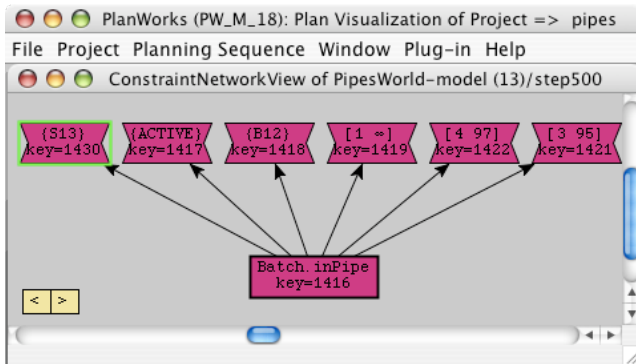 PlanWorks (PW_M_18): Plan Visualization of Project => pipes
File Project Planning Sequence Window Plug-in Help
ConstraintNetworkView of PipesWorld-model (13)/step500
{S13} {ACTIVE} {B12} [1 ∞] [4 97] [3 95]
key=1430 key=1417 key=1418 key=1419 key=1422 key=1421
Batch.inPipe
key=1416
< >